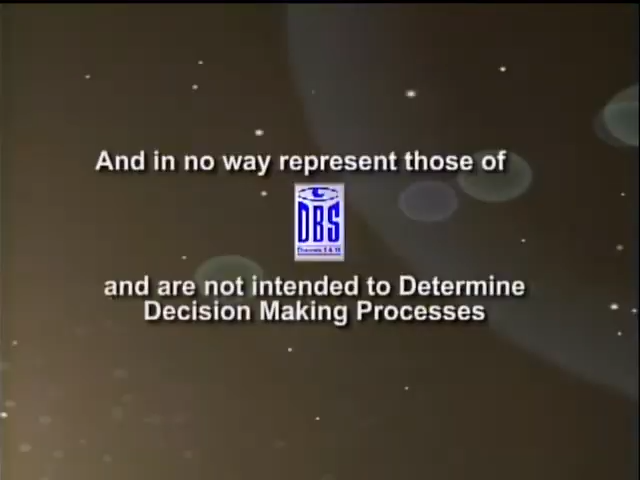 And in no way represent those of
DBS
and are not intended to Determine
Decision Making Processes